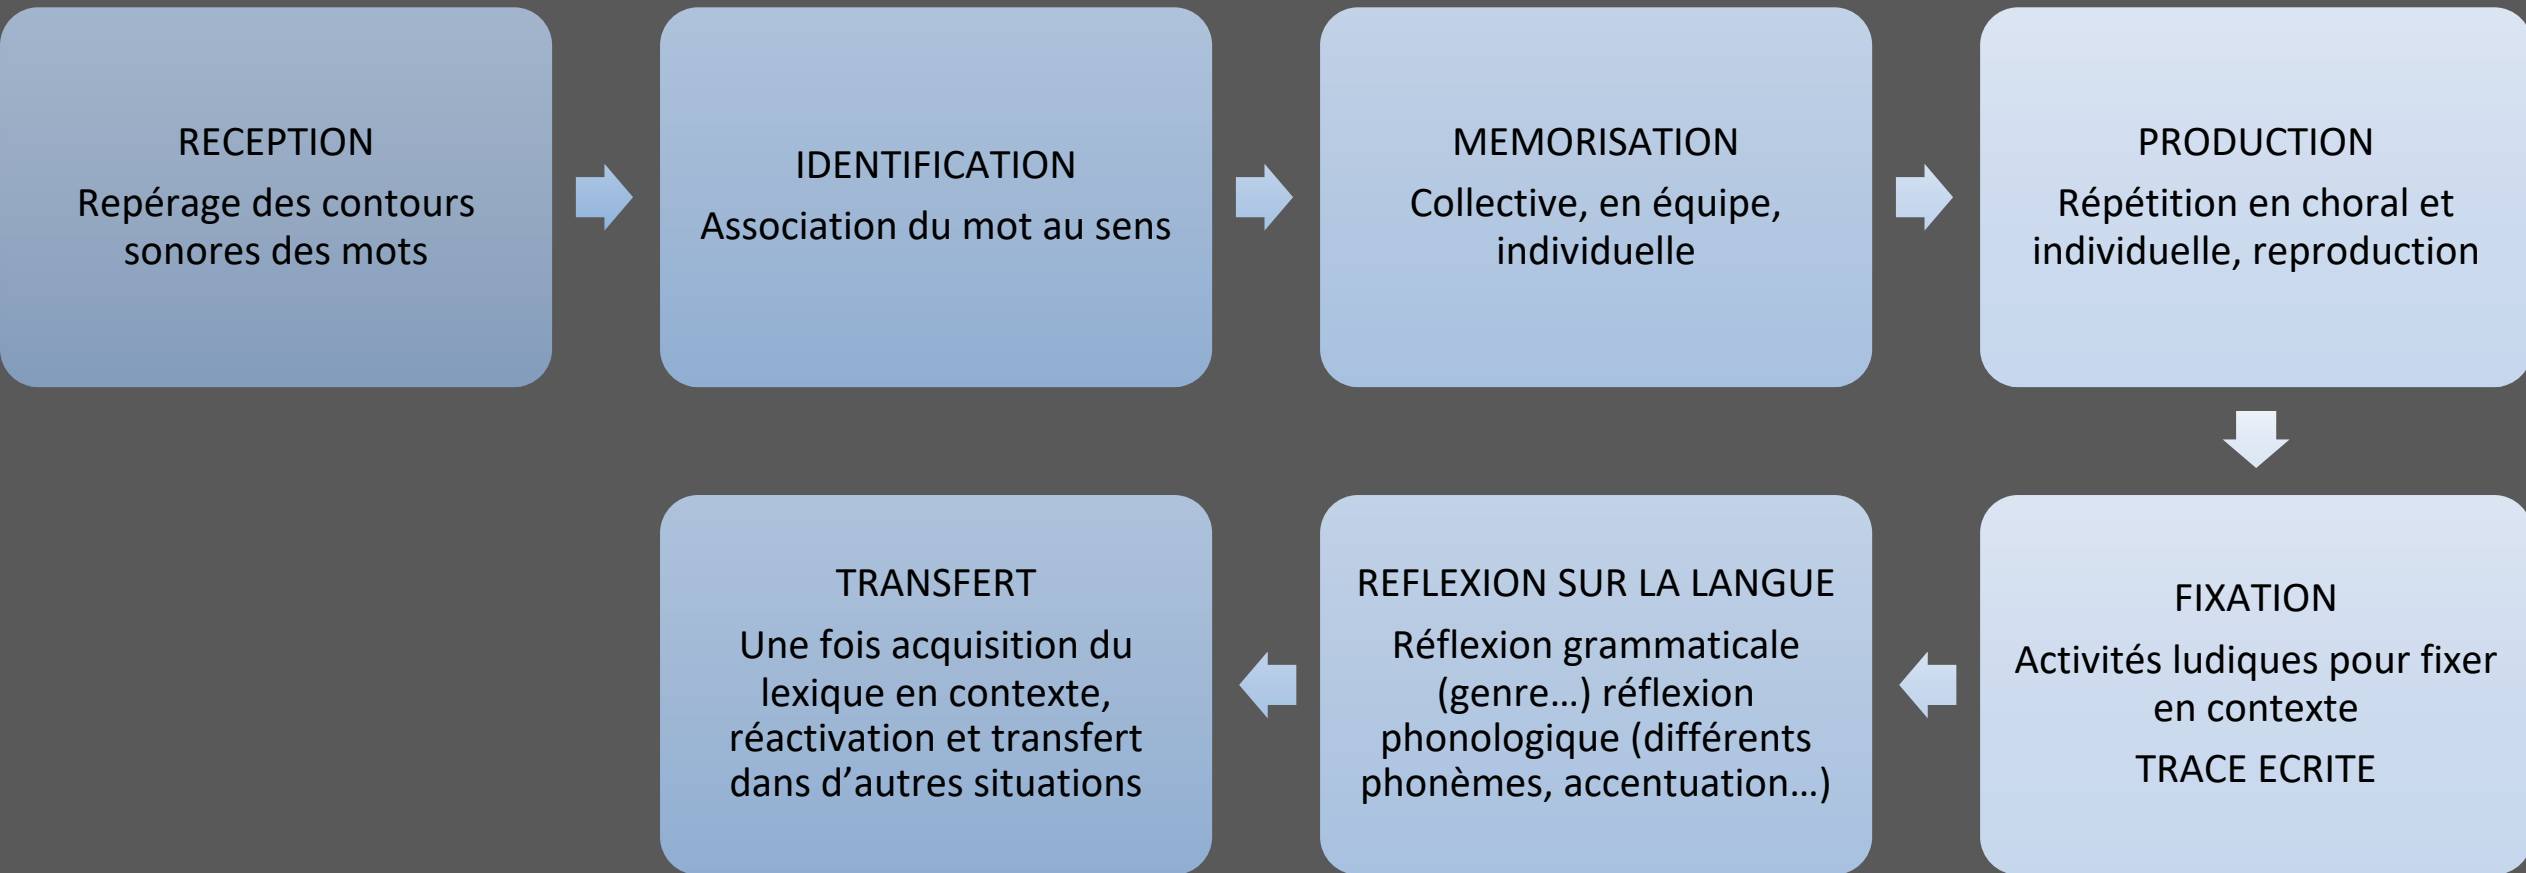 RECEPTION
Repérage des contours
sonores des mots
IDENTIFICATION
Association du mot au sens
MEMORISATION
Collective, en équipe,
individuelle
PRODUCTION
Répétition en choral et
individuelle, reproduction
FIXATION
Activités ludiques pour fixer
en contexte
TRACE ECRITE
REFLEXION SUR LA LANGUE
Réflexion grammaticale
(genre…) réflexion
phonologique (différents
phonèmes, accentuation…)
TRANSFERT
Une fois acquisition du
lexique en contexte,
réactivation et transfert
dans d’autres situations